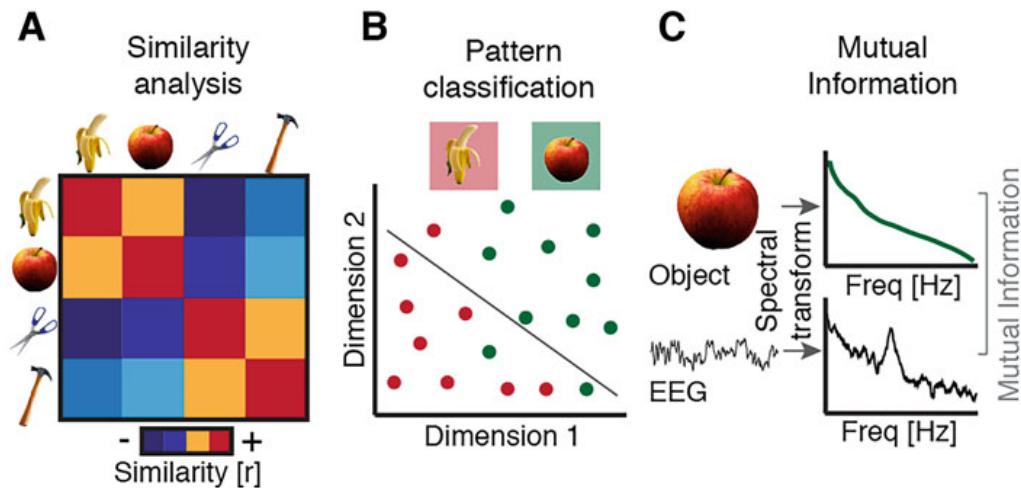 A
Similarity
analysis
- +
Similarity [r]
B
Pattern
classification
Dimension 2
Dimension 1
C
Mutual
Information
Object
EEG
Spectral
transform
Freq [Hz]
Freq [Hz]
Mutual Information